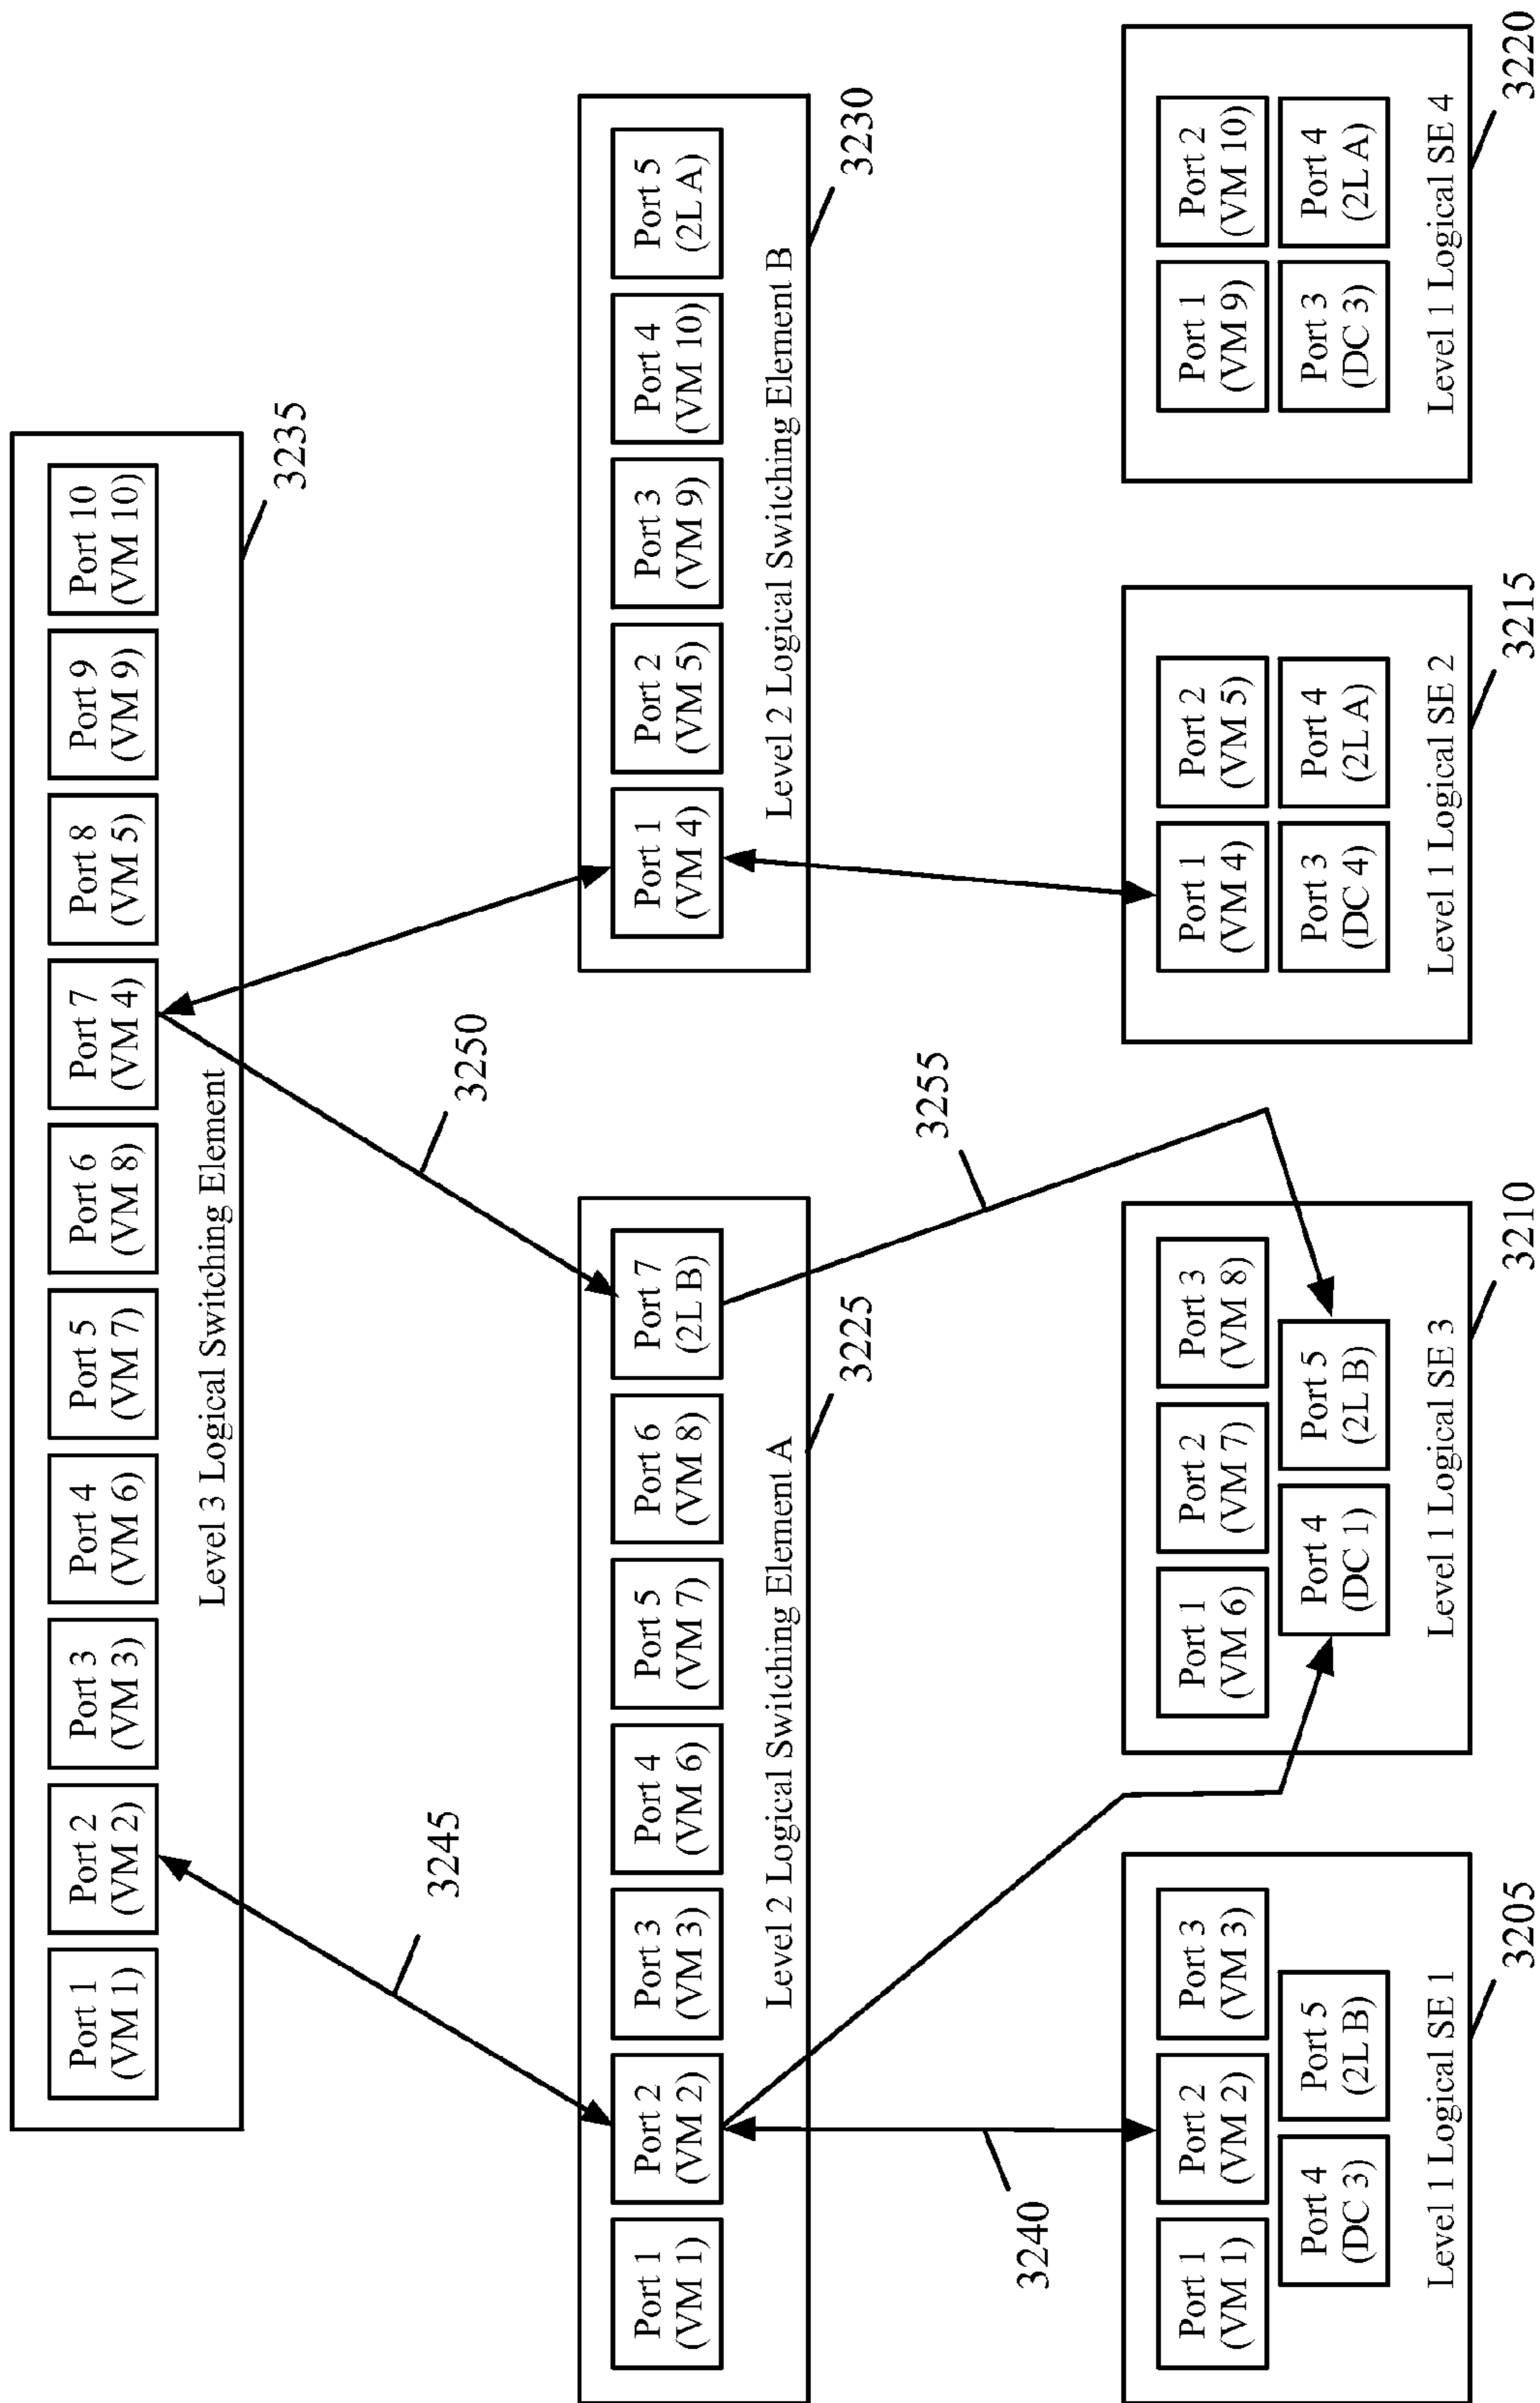 Port 1
(VM 1)
Port 2
(VM 2)
Port 3
(VM 3)
Port 4
(VM 6)
Port 5
(VM 7)
Port 6
(VM 8)
Port 7
(VM 4)
Port 8
(VM 5)
Port 9
(VM 9)
Port 10
(VM 10)
Level 3 Logical Switching Element
3235
3245
3250
Port 1
(VM 1)
Port 2
(VM 2)
Port 3
(VM 3)
Port 4
(VM 6)
Port 5
(VM 7)
Port 6
(VM 8)
Port 7
(2L B)
Level 2 Logical Switching Element A
3225
Port 1
(VM 4)
Port 2
(VM 5)
Port 3
(VM 9)
Port 4
(VM 10)
Port 5
(2L A)
Level 2 Logical Switching Element B
3230
3240
3255
Port 1
(VM 1)
Port 2
(VM 2)
Port 3
(VM 3)
Port 4
(DC 3)
Port 5
(2L B)
Level 1 Logical SE 1
3205
Port 1
(VM 6)
Port 2
(VM 7)
Port 3
(VM 8)
Port 4
(DC 1)
Port 5
(2L B)
Level 1 Logical SE 3
3210
Port 1
(VM 4)
Port 2
(VM 5)
Port 3
(DC 4)
Port 4
(2L A)
Level 1 Logical SE 2
3215
Port 1
(VM 9)
Port 2
(VM 10)
Port 3
(DC 3)
Port 4
(2L A)
Level 1 Logical SE 4
3220